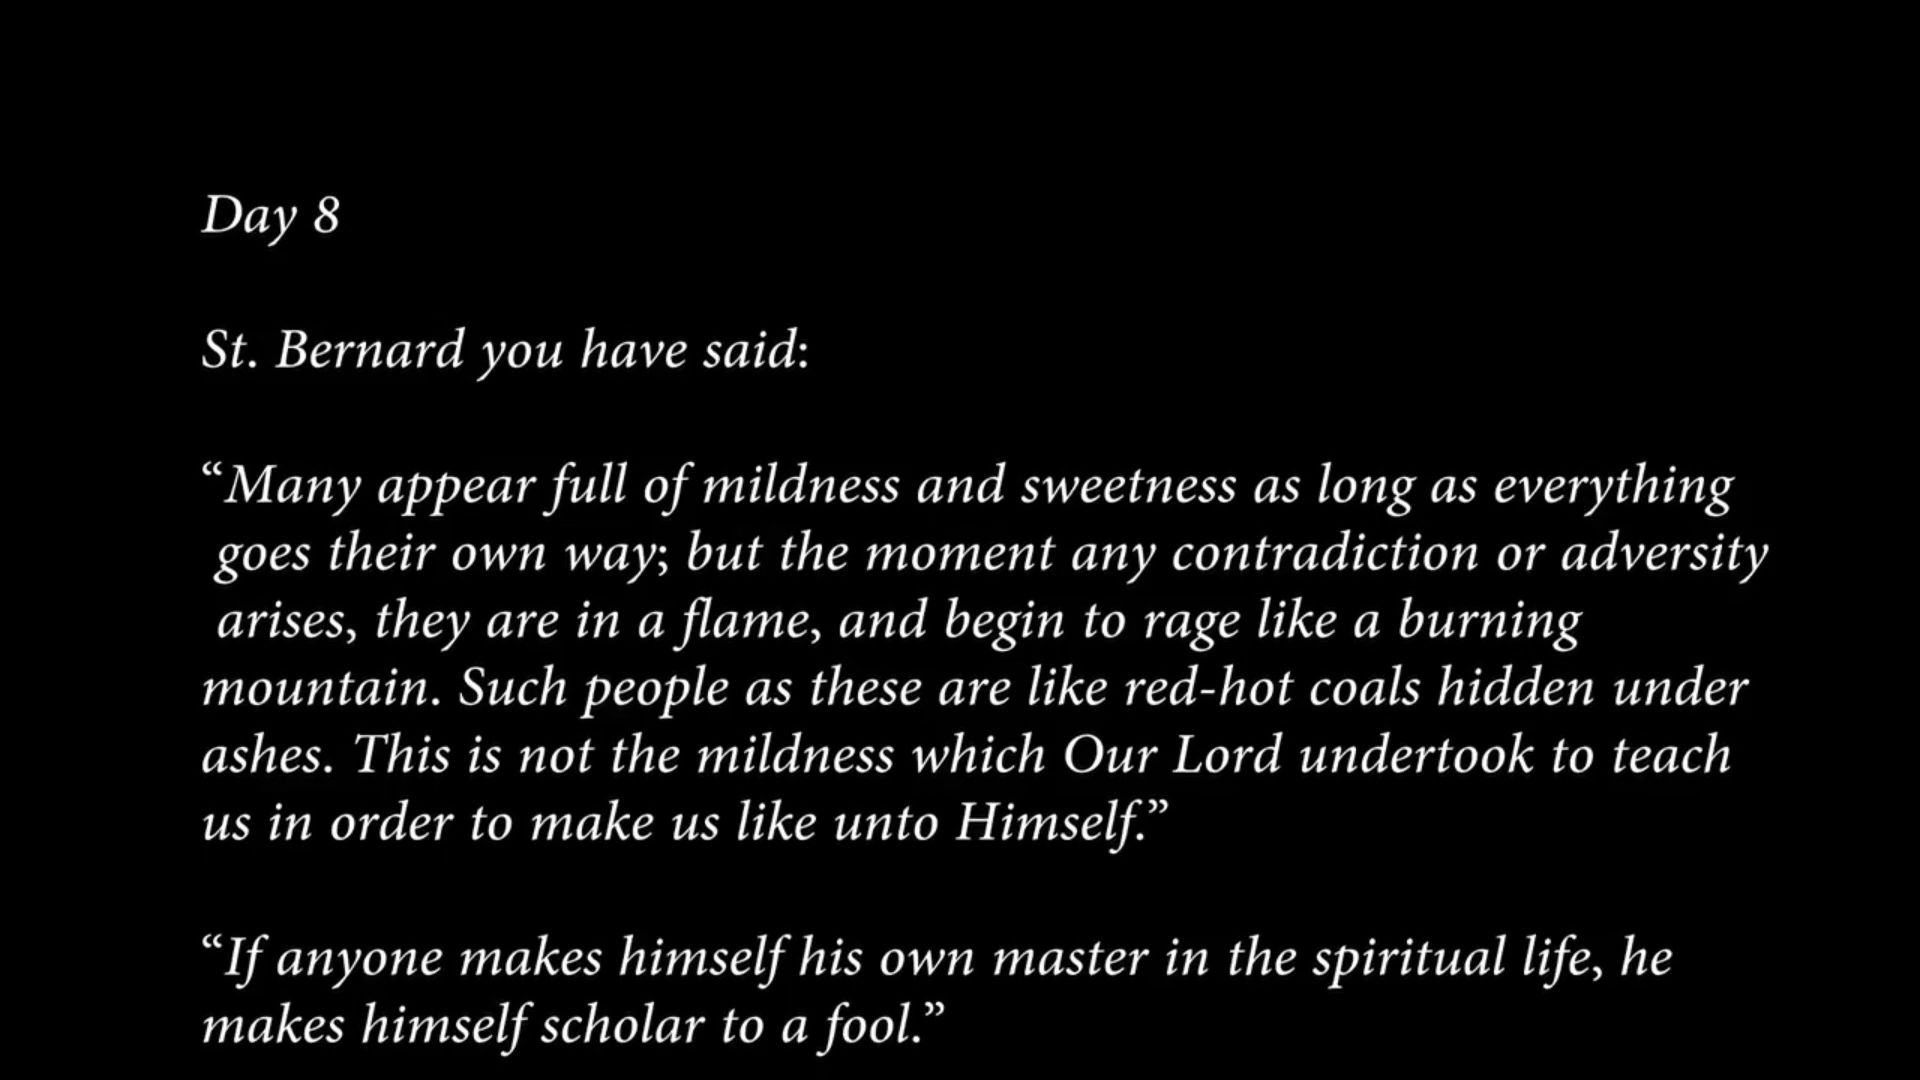 Day 8
St. Bernard you have said:
“Many appear full of mildness and sweetness as long as everything
goes their own way; but the moment any contradiction or adversity
arises, they are in a flame, and begin to rage like a burning
mountain. Such people as these are like red-hot coals hidden under
ashes. This is not the mildness which Our Lord undertook to teach
us in order to make us like unto Himself.”
“If anyone makes himself his own master in the spiritual life, he
makes himself scholar to a fool.”